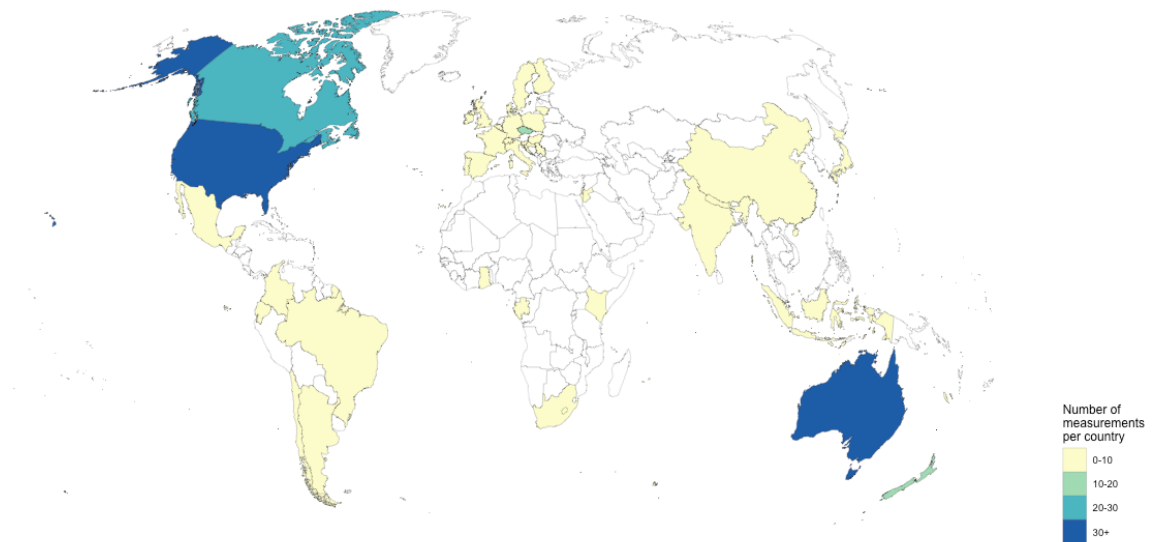 Number of
measurements
per country
0-10
10-20
20-30
30+